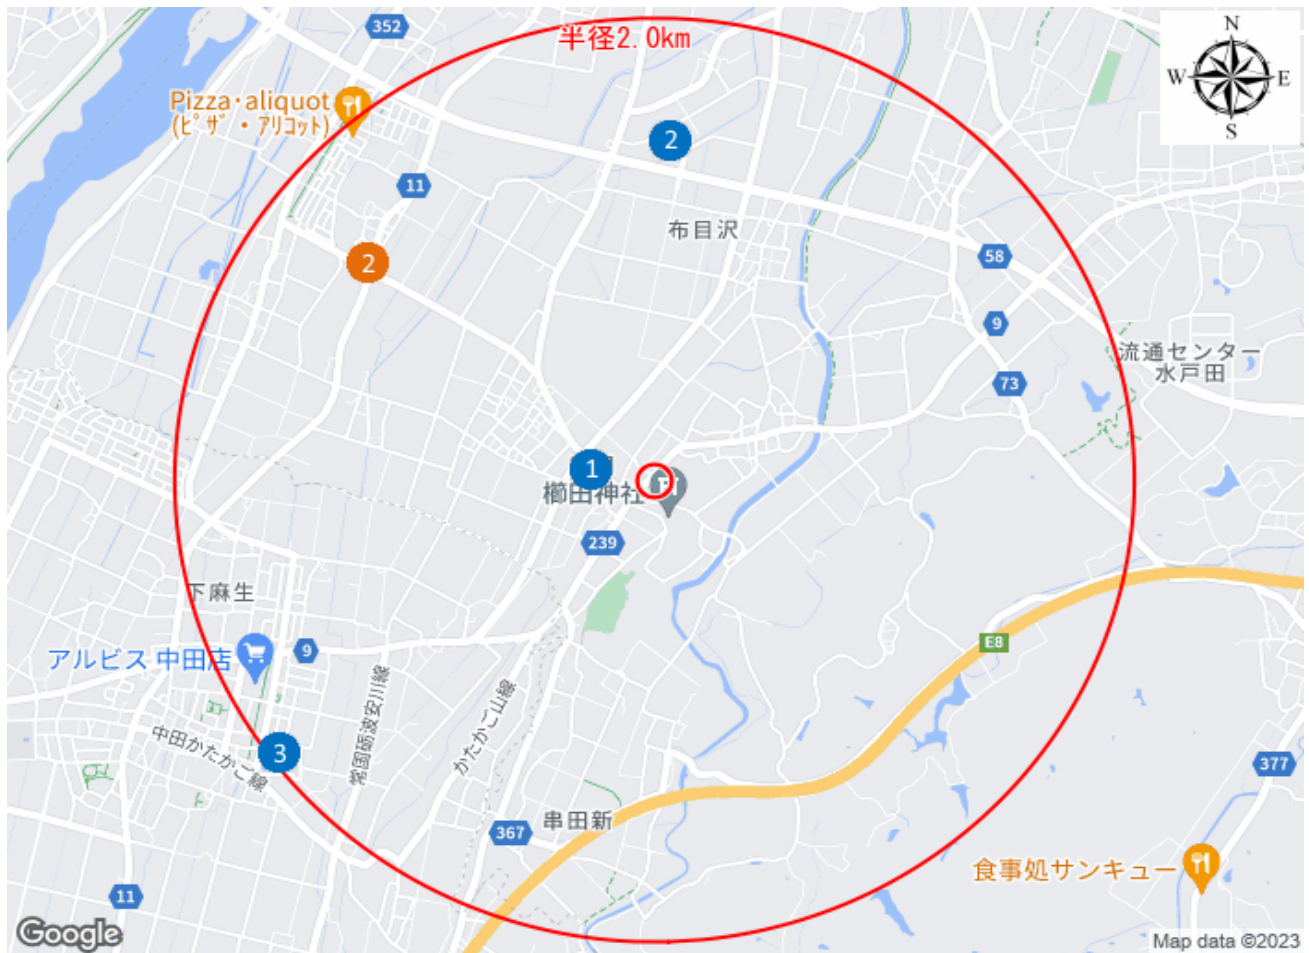 352
半径2.0km
N
W
E
S
Pizza・aliquot
(ピザ・アリコット)
2
11
布目沢
2
58
9
流通センター
水戸田
73
1
櫛田神社
239
下麻生
E8
アルビス 中田店
9
常国砺波安川線
かたかご山線
中田かたかご線
3
377
串田新
367
食事処サンキュー
11
Google
Map data ©2023